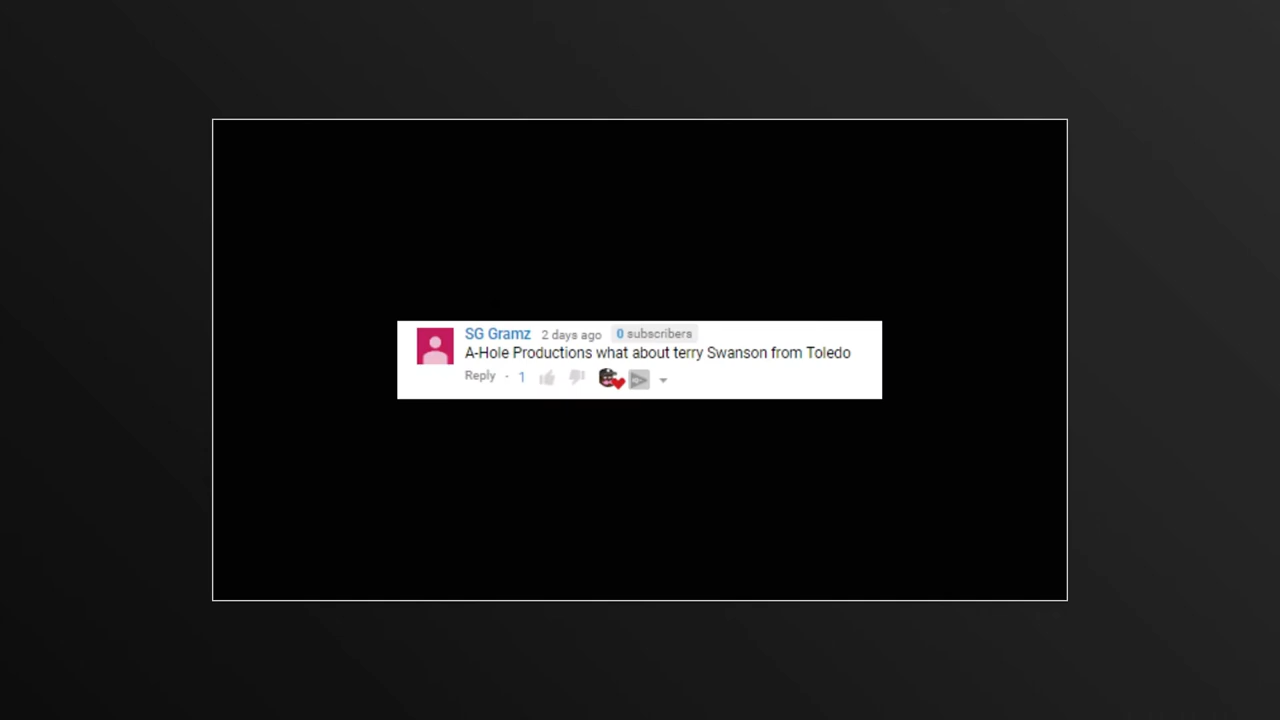 SG Gramz 2 days ago 0 subscribers
A-Hole Productions what about terry Swanson from Toledo
Reply · 1